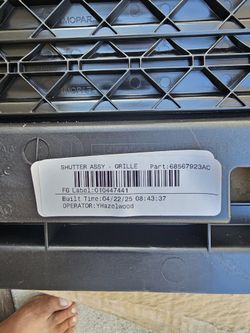 MOPAR
MOPAR
SHUTTER ASSY - GRILLE Part:68567923AC
FG Label:010447441
Built Time:04/22/25 08:43:37
OPERATOR:YHazelwood